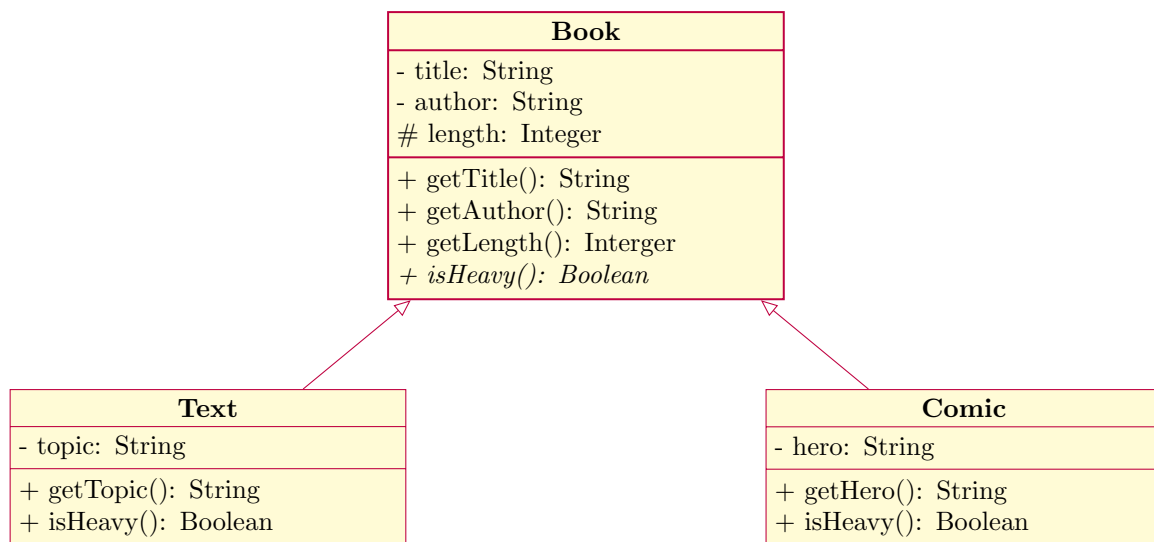 Book
- title: String
- author: String
# length: Integer
+ getTitle(): String
+ getAuthor(): String
+ getLength(): Interger
+ isHeavy(): Boolean
Text
- topic: String
+ getTopic(): String
+ isHeavy(): Boolean
Comic
- hero: String
+ getHero(): String
+ isHeavy(): Boolean